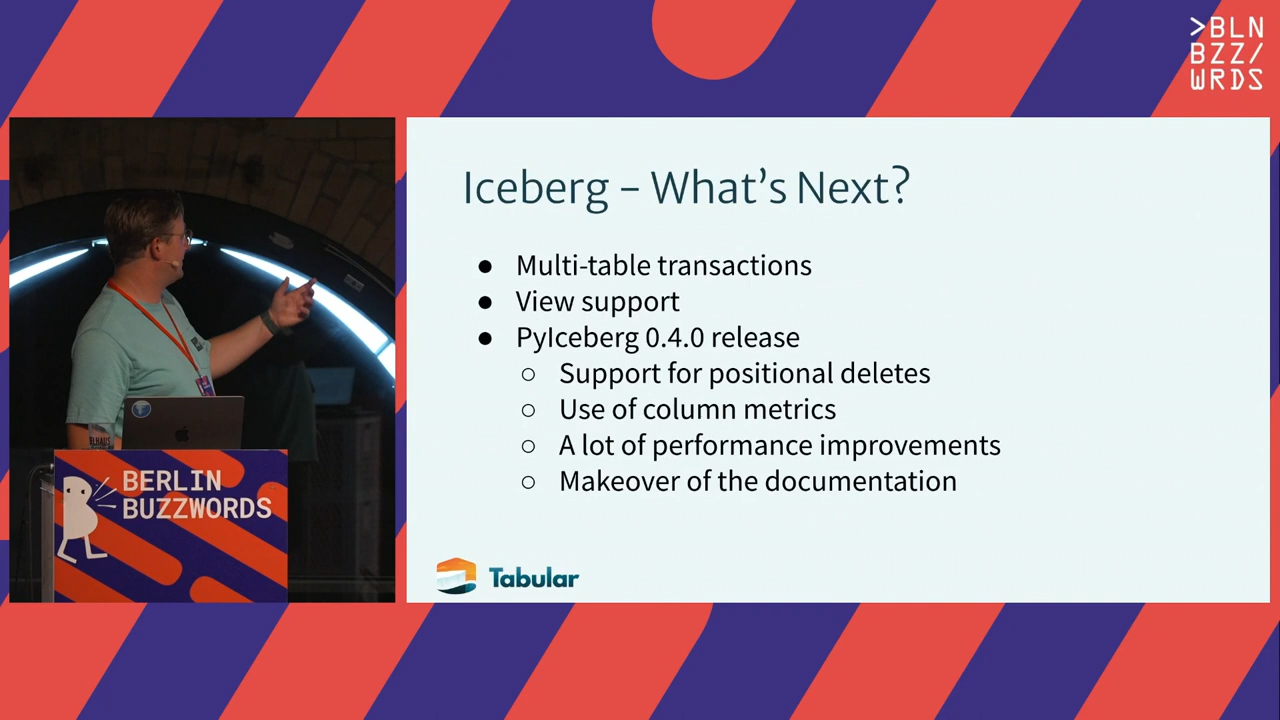 >BLN
BZZ/
WRDS
Iceberg – What's Next?
● Multi-table transactions
● View support
● PyIceberg 0.4.0 release
○ Support for positional deletes
○ Use of column metrics
○ A lot of performance improvements
○ Makeover of the documentation
Tabular
BERLIN
BUZZWORDS